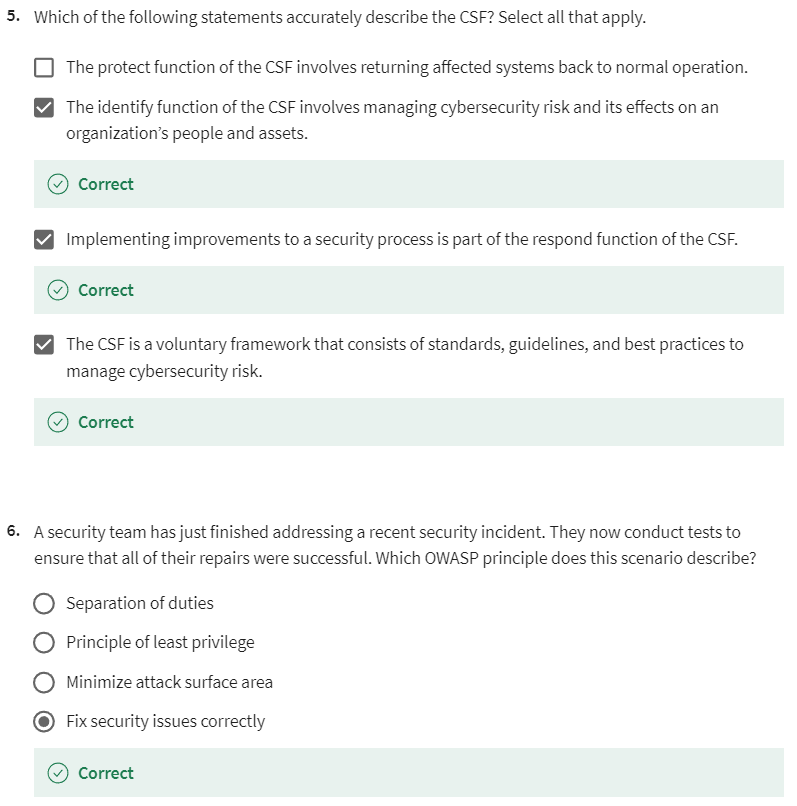 5. Which of the following statements accurately describe the CSF? Select all that apply.
The protect function of the CSF involves returning affected systems back to normal operation.
The identify function of the CSF involves managing cybersecurity risk and its effects on an
organization’s people and assets.
Correct
Implementing improvements to a security process is part of the respond function of the CSF.
Correct
The CSF is a voluntary framework that consists of standards, guidelines, and best practices to
manage cybersecurity risk.
Correct
6. A security team has just finished addressing a recent security incident. They now conduct tests to
ensure that all of their repairs were successful. Which OWASP principle does this scenario describe?
Separation of duties
Principle of least privilege
Minimize attack surface area
Fix security issues correctly
Correct